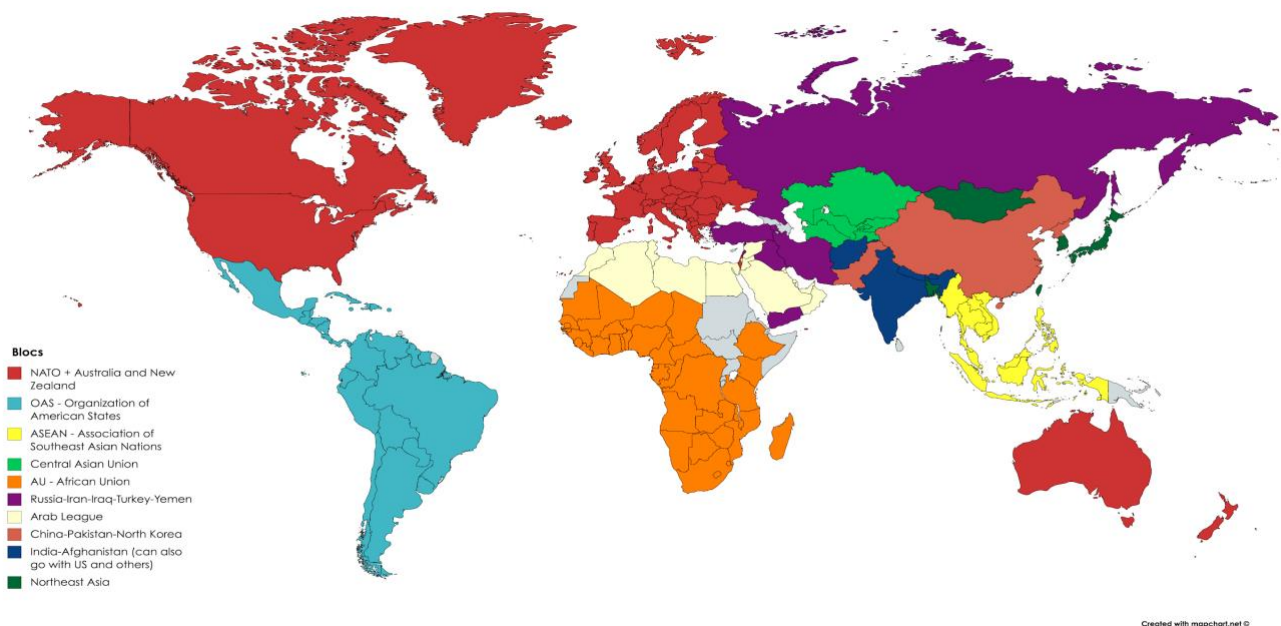 Blocs
NATO + Australia and New
Zealand
OAS - Organization of
American States
ASEAN - Association of
Southeast Asian Nations
Central Asian Union
AU - African Union
Russia-Iran-Iraq-Turkey-Yemen
Arab League
China-Pakistan-North Korea
India-Afghanistan (can also
go with US and others)
Northeast Asia
Created with mapchart.net ©